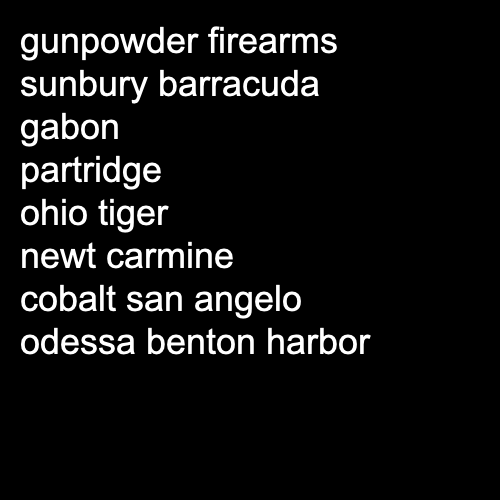 gunpowder firearms
sunbury barracuda
gabon
partridge
ohio tiger
newt carmine
cobalt san angelo
odessa benton harbor